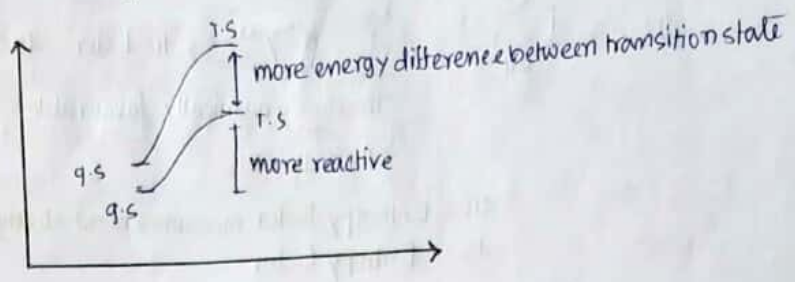 T.S
more energy difference between transition state
T.S
more reactive
g.s
g.s